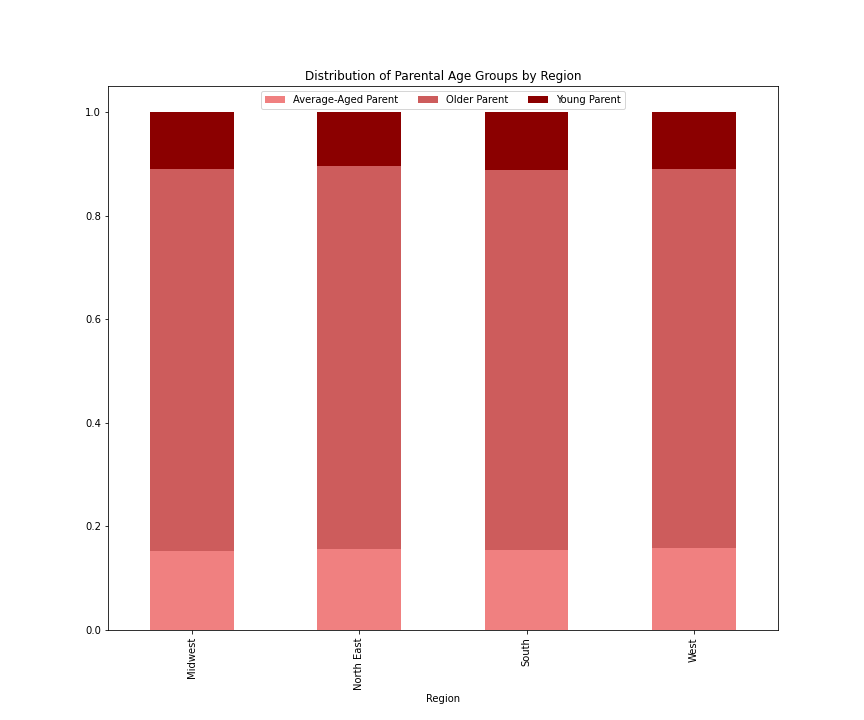 Distribution of Parental Age Groups by Region
Average-Aged Parent Older Parent Young Parent
1.0
0.8
0.6
0.4
0.2
0.0
Midwest
North East
South
West
Region